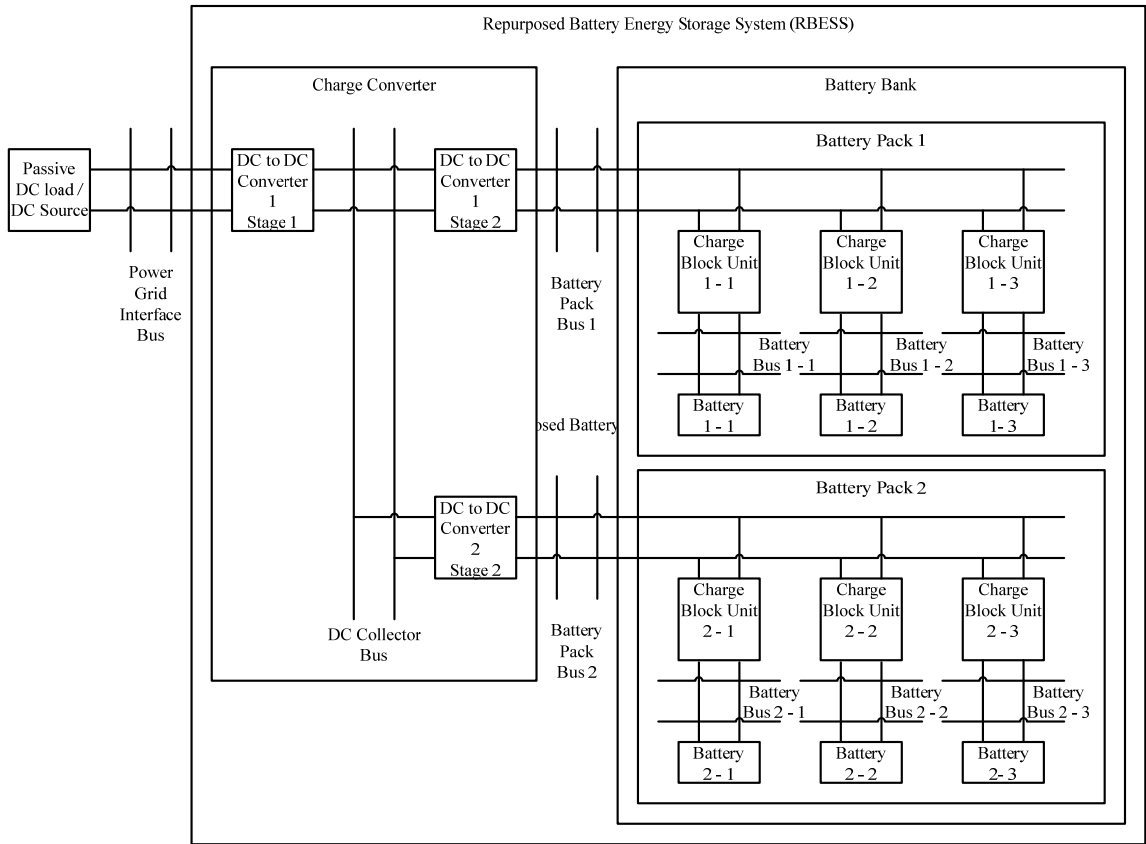 Repurposed Battery Energy Storage System (RBESS)
Charge Converter
Battery Bank
Passive
DC load /
DC Source
Power
Grid
Interface
Bus
DC to DC
Converter
1
Stage 1
DC to DC
Converter
1
Stage 2
Battery
Pack
Bus 1
Battery Pack 1
Charge
Block Unit
1 - 1
Charge
Block Unit
1 - 2
Charge
Block Unit
1 - 3
Battery
Bus 1 - 1
Battery
Bus 1 - 2
Battery
Bus 1 - 3
Battery
1 - 1
Battery
1 - 2
Battery
1- 3
osed Battery
Battery Pack 2
DC to DC
Converter
2
Stage 2
DC Collector
Bus
Battery
Pack
Bus 2
Charge
Block Unit
2 - 1
Charge
Block Unit
2 - 2
Charge
Block Unit
2 - 3
Battery
Bus 2 - 1
Battery
Bus 2 - 2
Battery
Bus 2 - 3
Battery
2 - 1
Battery
2 - 2
Battery
2- 3